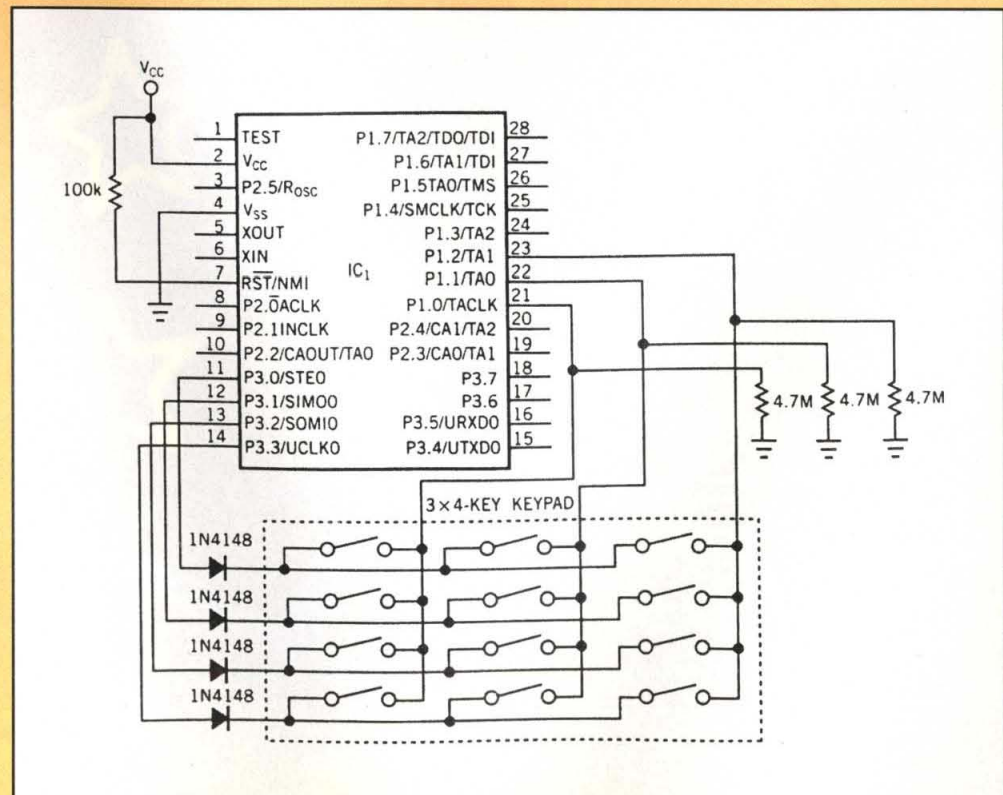 VCC
100k
1 TEST
2 VCC
3 P2.5/ROSC
4 VSS
5 XOUT
6 XIN
7 RST/NMI
8 P2.0ACLK
9 P2.1INCLK
10 P2.2/CAOUT/TA0
11 P3.0/STE0
12 P3.1/SIMO0
13 P3.2/SOMI0
14 P3.3/UCLK0
IC1
P1.7/TA2/TDO/TDI 28
P1.6/TA1/TDI 27
P1.5TA0/TMS 26
P1.4/SMCLK/TCK 25
P1.3/TA2 24
P1.2/TA1 23
P1.1/TA0 22
P1.0/TACLK 21
P2.4/CA1/TA2 20
P2.3/CA0/TA1 19
P3.7 18
P3.6 17
P3.5/URXD0 16
P3.4/UTXD0 15
4.7M 4.7M 4.7M
3×4-KEY KEYPAD
1N4148
1N4148
1N4148
1N4148